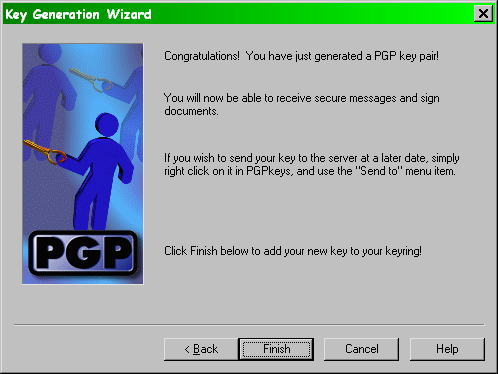 Key Generation Wizard
Congratulations! You have just generated a PGP key pair!
You will now be able to receive secure messages and sign
documents.
If you wish to send your key to the server at a later date, simply
right click on it in PGPkeys, and use the "Send to" menu item.
PGP
Click Finish below to add your new key to your keyring!
< Back
Finish
Cancel
Help